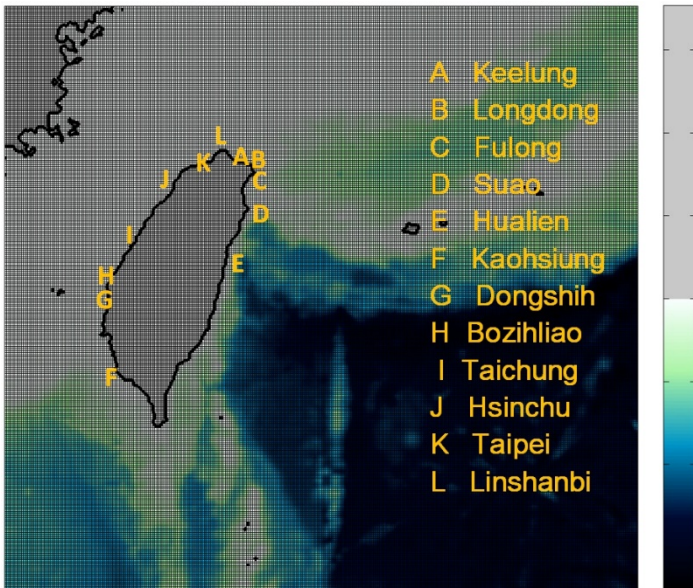 A Keelung
B Longdong
C Fulong
D Suao
E Hualien
F Kaohsiung
G Dongshih
H Bozihliao
I Taichung
J Hsinchu
K Taipei
L Linshanbi
L
A B
K
J C
D
I
E
H
G
F